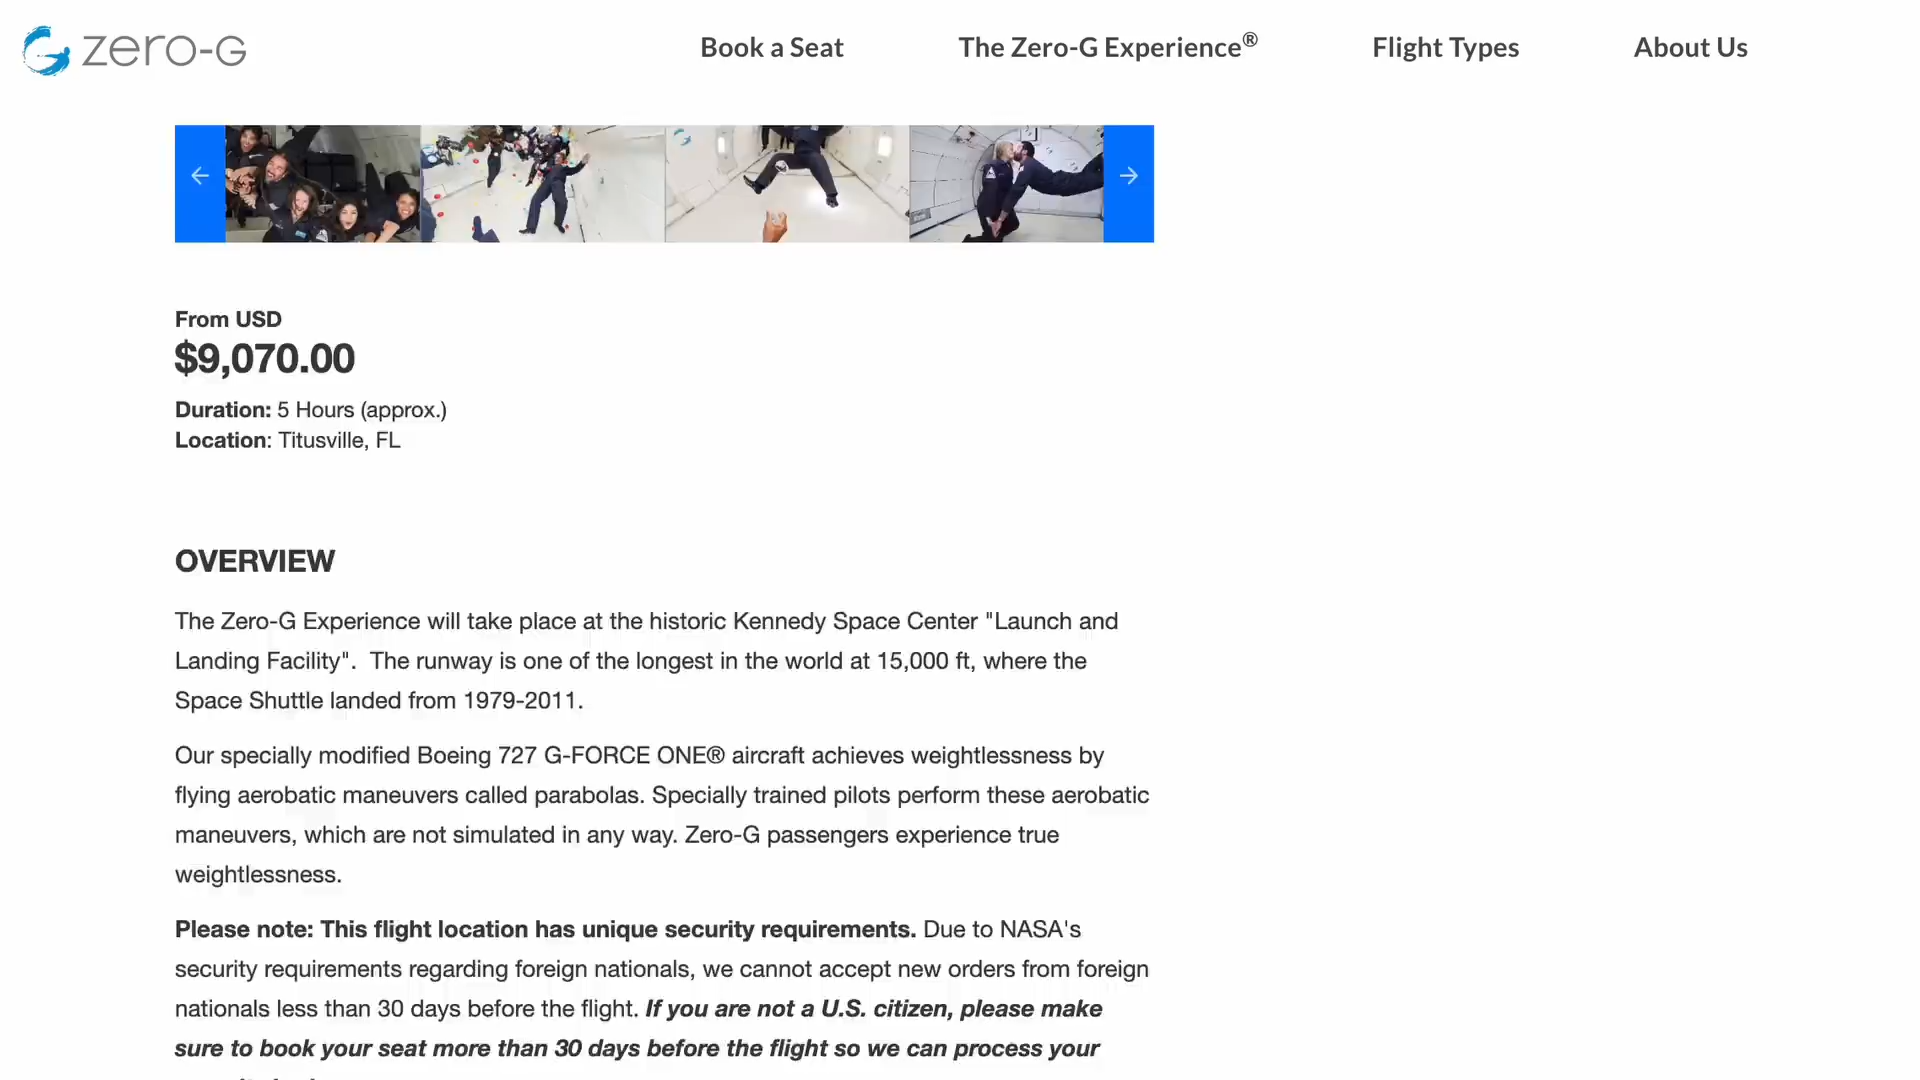 zero-G
Book a Seat
The Zero-G Experience®
Flight Types
About Us
From USD
$9,070.00
Duration: 5 Hours (approx.)
Location: Titusville, FL
OVERVIEW
The Zero-G Experience will take place at the historic Kennedy Space Center "Launch and
Landing Facility".  The runway is one of the longest in the world at 15,000 ft, where the
Space Shuttle landed from 1979-2011.
Our specially modified Boeing 727 G-FORCE ONE® aircraft achieves weightlessness by
flying aerobatic maneuvers called parabolas. Specially trained pilots perform these aerobatic
maneuvers, which are not simulated in any way. Zero-G passengers experience true
weightlessness.
Please note: This flight location has unique security requirements. Due to NASA's
security requirements regarding foreign nationals, we cannot accept new orders from foreign
nationals less than 30 days before the flight. If you are not a U.S. citizen, please make
sure to book your seat more than 30 days before the flight so we can process your